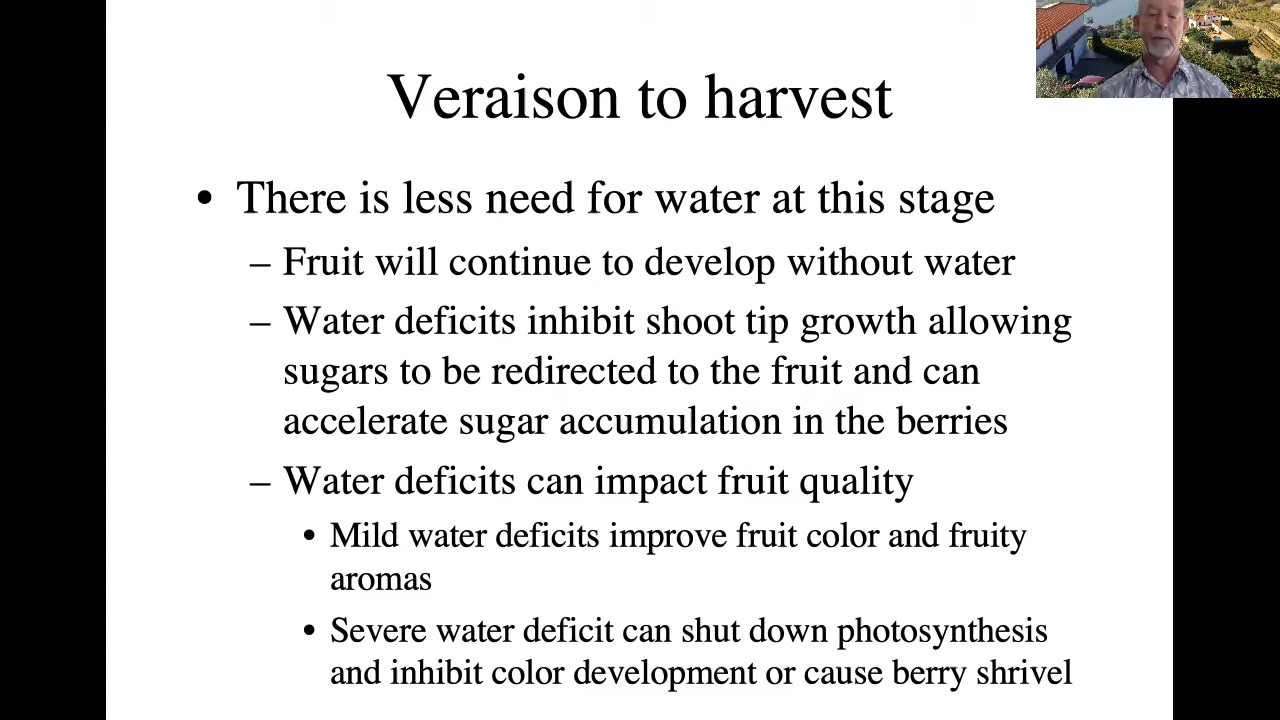 Veraison to harvest
• There is less need for water at this stage
– Fruit will continue to develop without water
– Water deficits inhibit shoot tip growth allowing
sugars to be redirected to the fruit and can
accelerate sugar accumulation in the berries
– Water deficits can impact fruit quality
• Mild water deficits improve fruit color and fruity
aromas
• Severe water deficit can shut down photosynthesis
and inhibit color development or cause berry shrivel